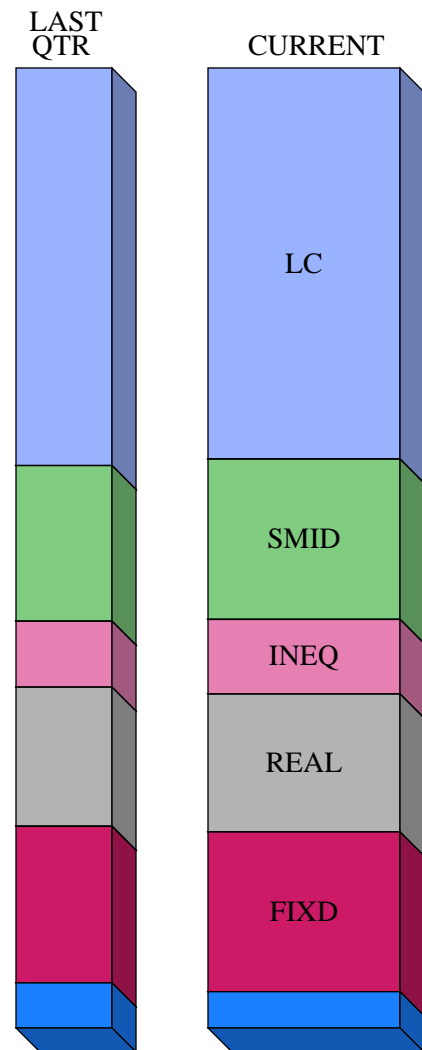 LAST
QTR
CURRENT
LC
SMID
INEQ
REAL
FIXD